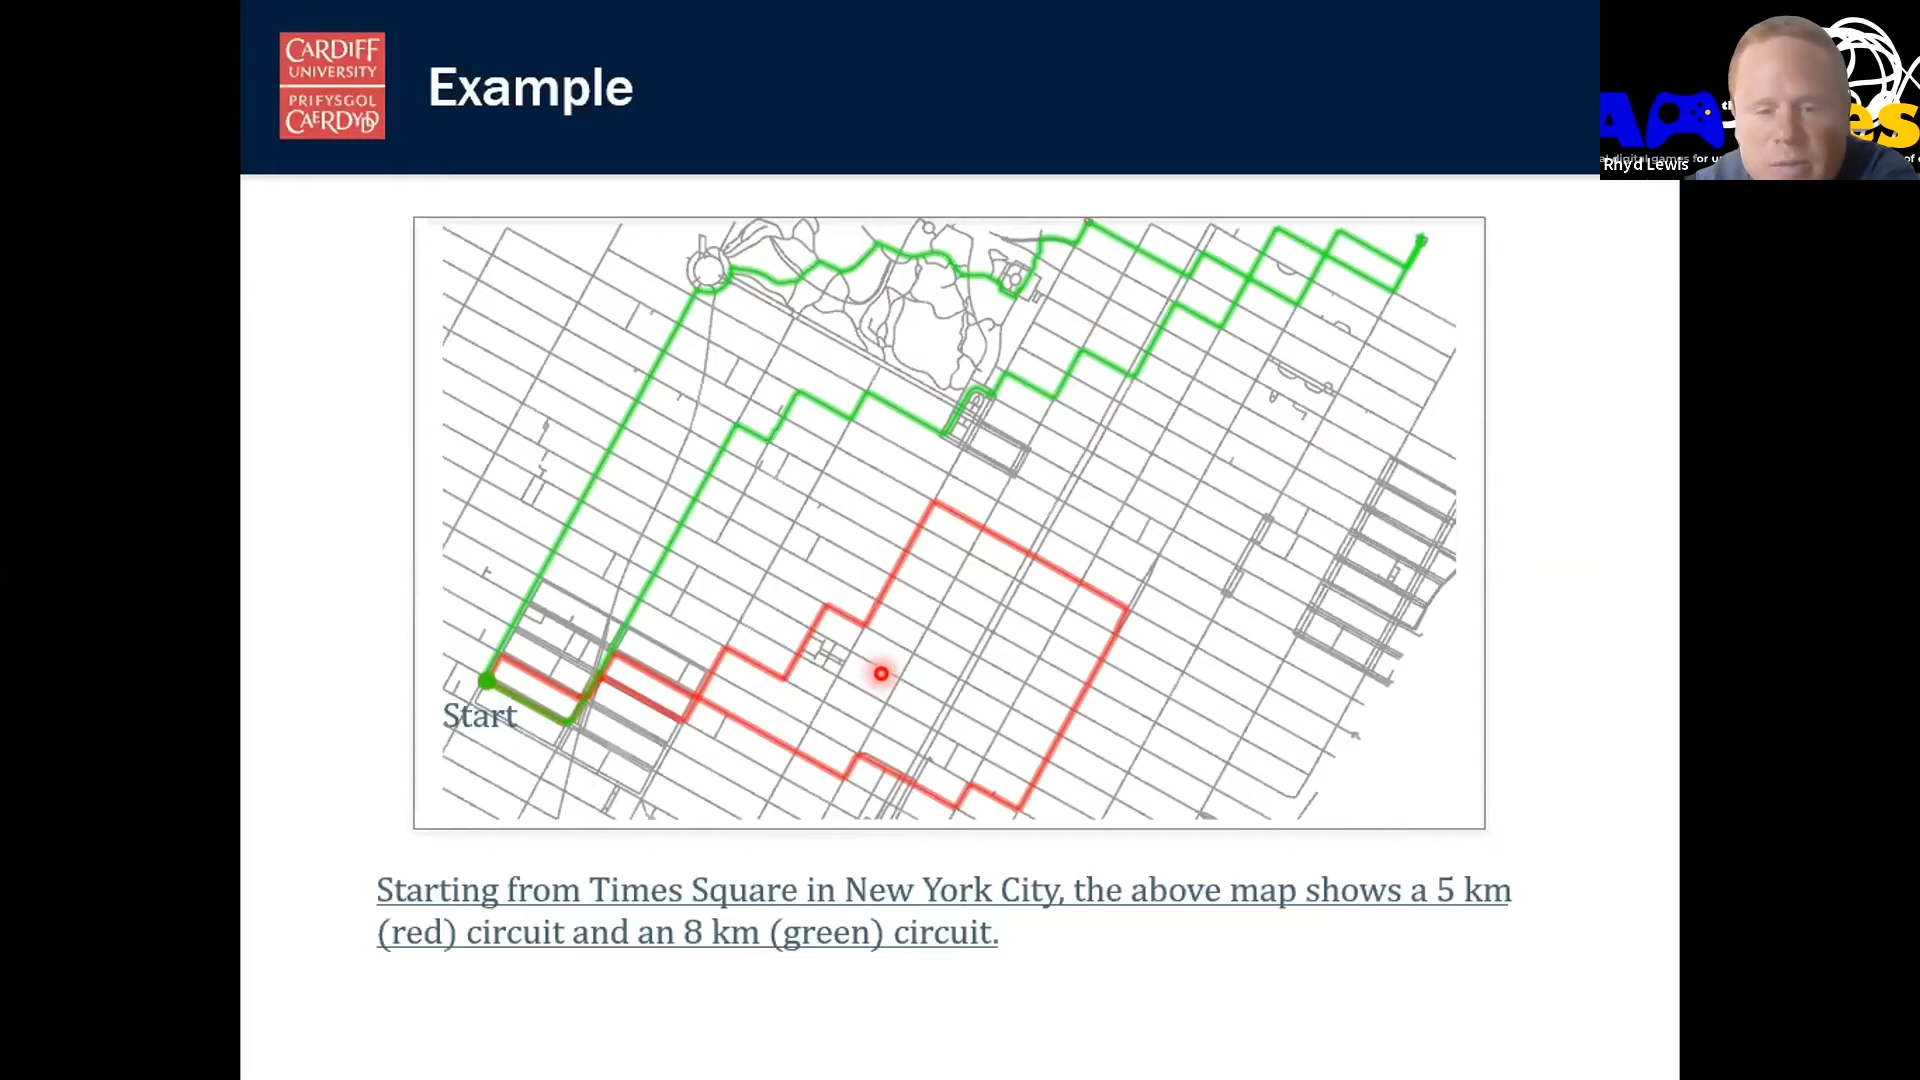 CARDIFF
UNIVERSITY
PRIFYSGOL
CAERDYDD
Example
Rhyd Lewis
Start
Starting from Times Square in New York City, the above map shows a 5 km
(red) circuit and an 8 km (green) circuit.